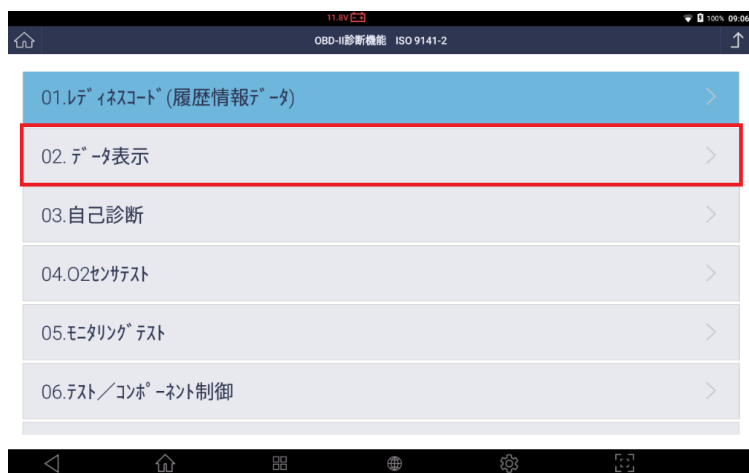 11.8V
100% 09:06
OBD-II診断機能 ISO 9141-2
01.ﾚﾃﾞｨﾈｽｺｰﾄﾞ(履歴情報ﾃﾞｰﾀ)
02. ﾃﾞｰﾀ表示
03.自己診断
04.O2ｾﾝｻﾃｽﾄ
05.ﾓﾆﾀﾘﾝｸﾞﾃｽﾄ
06.ﾃｽﾄ／ｺﾝﾎﾟｰﾈﾝﾄ制御